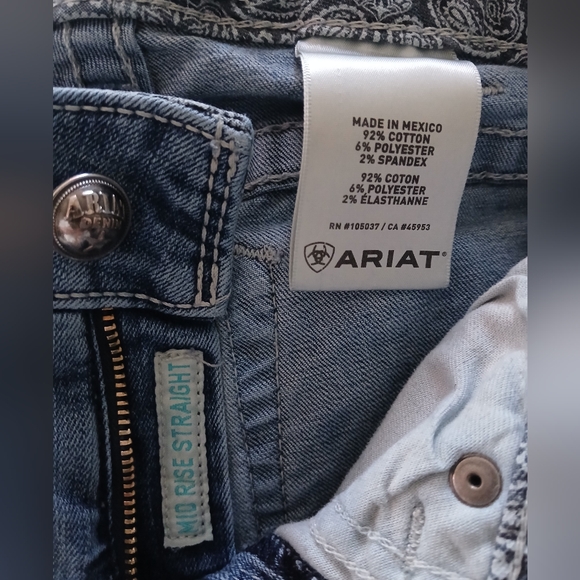 MADE IN MEXICO
92% COTTON
6% POLYESTER
2% SPANDEX
92% COTON
6% POLYESTER
2% ÉLASTHANNE
RN #105037 / CA #45953
ARIAT
MID RISE STRAIGHT